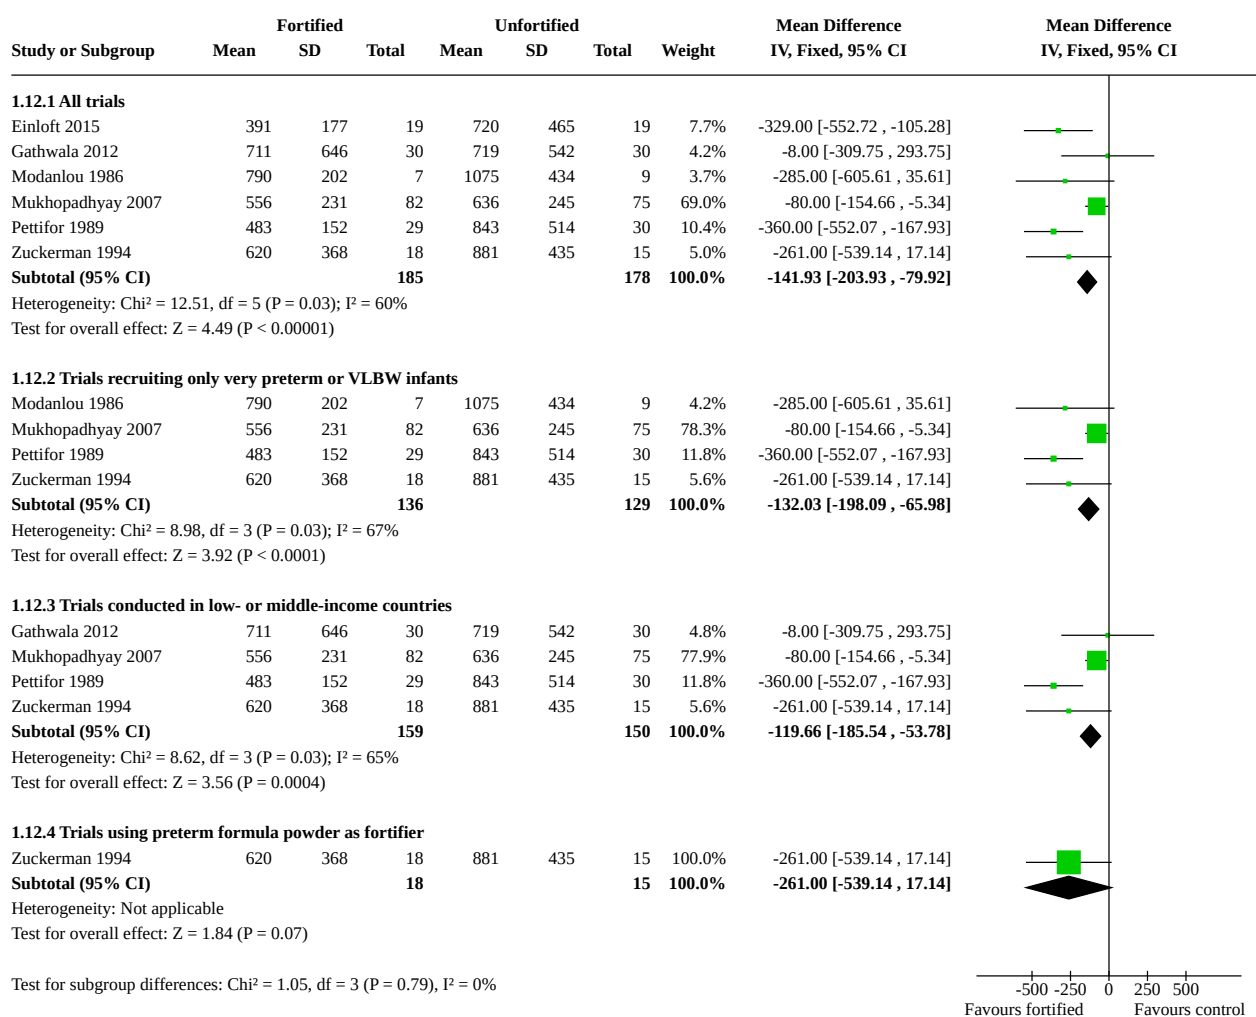 Fortified Unfortified Mean Difference Mean Difference
Study or Subgroup Mean SD Total Mean SD Total Weight IV, Fixed, 95% CI IV, Fixed, 95% CI
1.12.1 All trials
Einloft 2015 391 177 19 720 465 19 7.7% -329.00 [-552.72 , -105.28]
Gathwala 2012 711 646 30 719 542 30 4.2% -8.00 [-309.75 , 293.75]
Modanlou 1986 790 202 7 1075 434 9 3.7% -285.00 [-605.61 , 35.61]
Mukhopadhyay 2007 556 231 82 636 245 75 69.0% -80.00 [-154.66 , -5.34]
Pettifor 1989 483 152 29 843 514 30 10.4% -360.00 [-552.07 , -167.93]
Zuckerman 1994 620 368 18 881 435 15 5.0% -261.00 [-539.14 , 17.14]
Subtotal (95% CI) 185 178 100.0% -141.93 [-203.93 , -79.92]
Heterogeneity: Chi² = 12.51, df = 5 (P = 0.03); I² = 60%
Test for overall effect: Z = 4.49 (P < 0.00001)
1.12.2 Trials recruiting only very preterm or VLBW infants
Modanlou 1986 790 202 7 1075 434 9 4.2% -285.00 [-605.61 , 35.61]
Mukhopadhyay 2007 556 231 82 636 245 75 78.3% -80.00 [-154.66 , -5.34]
Pettifor 1989 483 152 29 843 514 30 11.8% -360.00 [-552.07 , -167.93]
Zuckerman 1994 620 368 18 881 435 15 5.6% -261.00 [-539.14 , 17.14]
Subtotal (95% CI) 136 129 100.0% -132.03 [-198.09 , -65.98]
Heterogeneity: Chi² = 8.98, df = 3 (P = 0.03); I² = 67%
Test for overall effect: Z = 3.92 (P < 0.0001)
1.12.3 Trials conducted in low- or middle-income countries
Gathwala 2012 711 646 30 719 542 30 4.8% -8.00 [-309.75 , 293.75]
Mukhopadhyay 2007 556 231 82 636 245 75 77.9% -80.00 [-154.66 , -5.34]
Pettifor 1989 483 152 29 843 514 30 11.8% -360.00 [-552.07 , -167.93]
Zuckerman 1994 620 368 18 881 435 15 5.6% -261.00 [-539.14 , 17.14]
Subtotal (95% CI) 159 150 100.0% -119.66 [-185.54 , -53.78]
Heterogeneity: Chi² = 8.62, df = 3 (P = 0.03); I² = 65%
Test for overall effect: Z = 3.56 (P = 0.0004)
1.12.4 Trials using preterm formula powder as fortifier
Zuckerman 1994 620 368 18 881 435 15 100.0% -261.00 [-539.14 , 17.14]
Subtotal (95% CI) 18 15 100.0% -261.00 [-539.14 , 17.14]
Heterogeneity: Not applicable
Test for overall effect: Z = 1.84 (P = 0.07)
Test for subgroup differences: Chi² = 1.05, df = 3 (P = 0.79), I² = 0%
-500 -250 0 250 500
Favours fortified Favours control